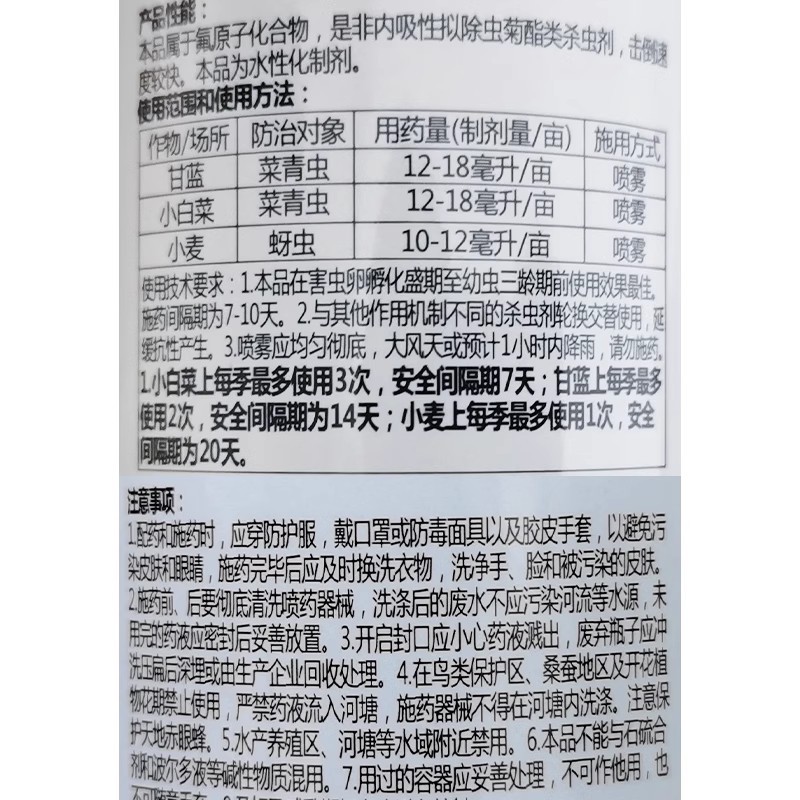 产品性能：
本品属于氟原子化合物，是非内吸性拟除虫菊酯类杀虫剂，击倒速
度较快。本品为水性化制剂。
使用范围和使用方法：
作物/场所 防治对象 用药量(制剂量/亩) 施用方式
甘蓝 菜青虫 12-18毫升/亩 喷雾
小白菜 菜青虫 12-18毫升/亩 喷雾
小麦 蚜虫 10-12毫升/亩 喷雾
使用技术要求：1.本品在害虫卵孵化盛期至幼虫三龄期前使用效果最佳。
施药间隔期为7-10天。2.与其他作用机制不同的杀虫剂轮换交替使用，延
缓抗性产生。3.喷雾应均匀彻底，大风天或预计1小时内降雨，请勿施药。
1.小白菜上每季最多使用3次，安全间隔期7天；甘蓝上每季最多
使用2次，安全间隔期为14天；小麦上每季最多使用1次，安全
间隔期为20天。
注意事项：
1.配药和施药时，应穿防护服，戴口罩或防毒面具以及胶皮手套，以避免污
染皮肤和眼睛，施药完毕后应及时换洗衣物，洗净手、脸和被污染的皮肤。
2.施药前、后要彻底清洗喷药器械，洗涤后的废水不应污染河流等水源，未
用完的药液应密封后妥善放置。3.开启封口应小心药液溅出，废弃瓶子应冲
洗压扁后深埋或由生产企业回收处理。4.在鸟类保护区、桑蚕地区及开花植
物花期禁止使用，严禁药液流入河塘，施药器械不得在河塘内洗涤。注意保
护天地赤眼蜂。5.水产养殖区、河塘等水域附近禁用。6.本品不能与石硫合
剂和波尔多液等碱性物质混用。7.用过的容器应妥善处理，不可作他用，也